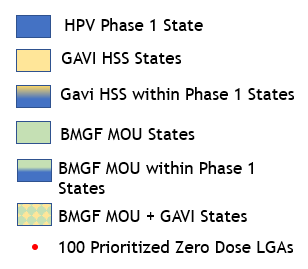 HPV Phase 1 State
GAVI HSS States
Gavi HSS within Phase 1 States
BMGF MOU States
BMGF MOU within Phase 1
States
BMGF MOU + GAVI States
100 Prioritized Zero Dose LGAs